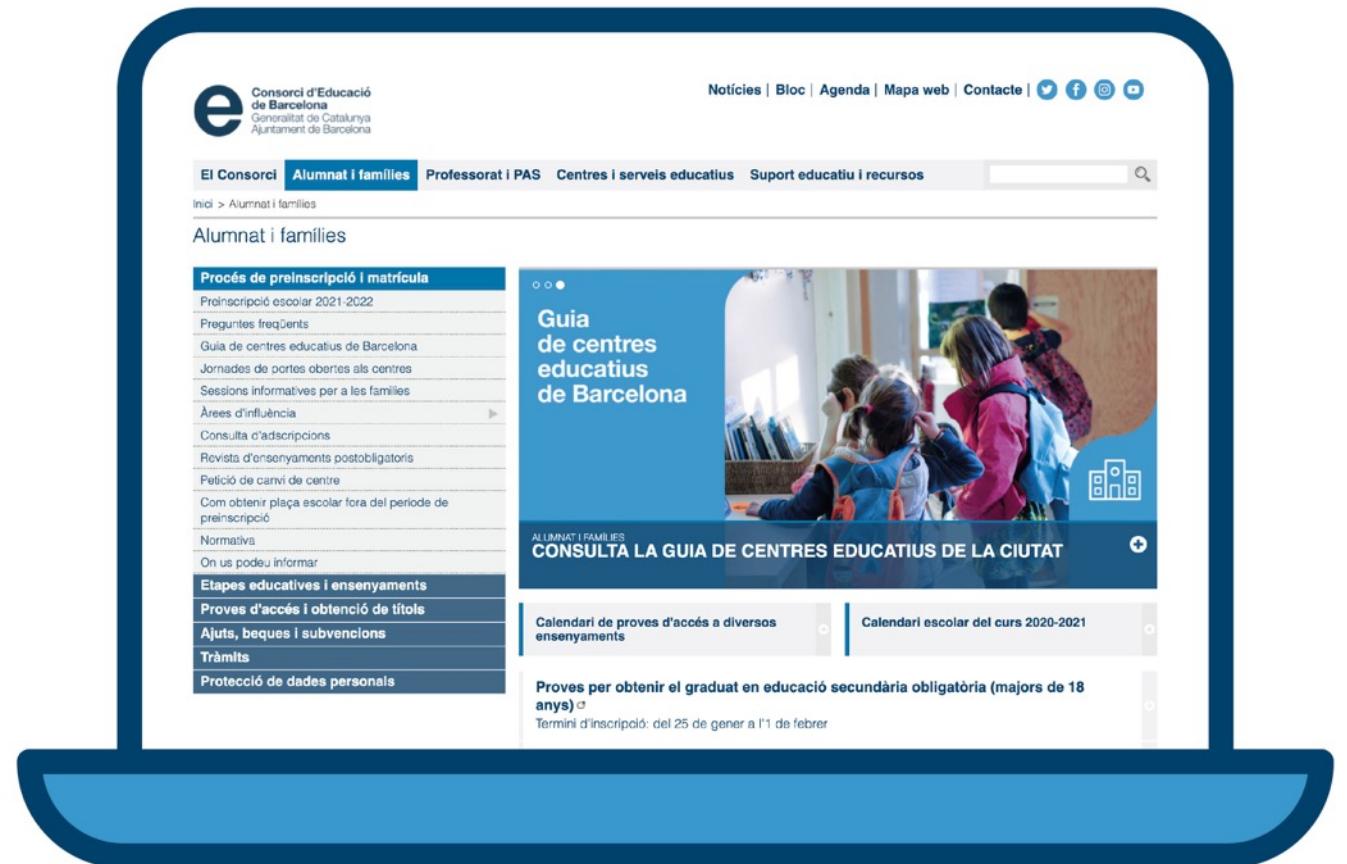 Consorci d'Educació
de Barcelona
Generalitat de Catalunya
Ajuntament de Barcelona
Notícies | Bloc | Agenda | Mapa web | Contacte |
El Consorci Alumnat i famílies Professorat i PAS Centres i serveis educatius Suport educatiu i recursos
Inici > Alumnat i famílies
Alumnat i famílies
Procés de preinscripció i matrícula
Preinscripció escolar 2021-2022
Preguntes freqüents
Guia de centres educatius de Barcelona
Jornades de portes obertes als centres
Sessions informatives per a les famílies
Àrees d'influència
Consulta d'adscripcions
Revista d'ensenyaments postobligatoris
Petició de canvi de centre
Com obtenir plaça escolar fora del període de
preinscripció
Normativa
On us podeu informar
Etapes educatives i ensenyaments
Proves d'accés i obtenció de títols
Ajuts, beques i subvencions
Tràmits
Protecció de dades personals
Guia
de centres
educatius
de Barcelona
ALUMNAT I FAMÍLIES
CONSULTA LA GUIA DE CENTRES EDUCATIUS DE LA CIUTAT
Calendari de proves d'accés a diversos
ensenyaments
Calendari escolar del curs 2020-2021
Proves per obtenir el graduat en educació secundària obligatòria (majors de 18
anys)
Termini d'inscripció: del 25 de gener a l'1 de febrer